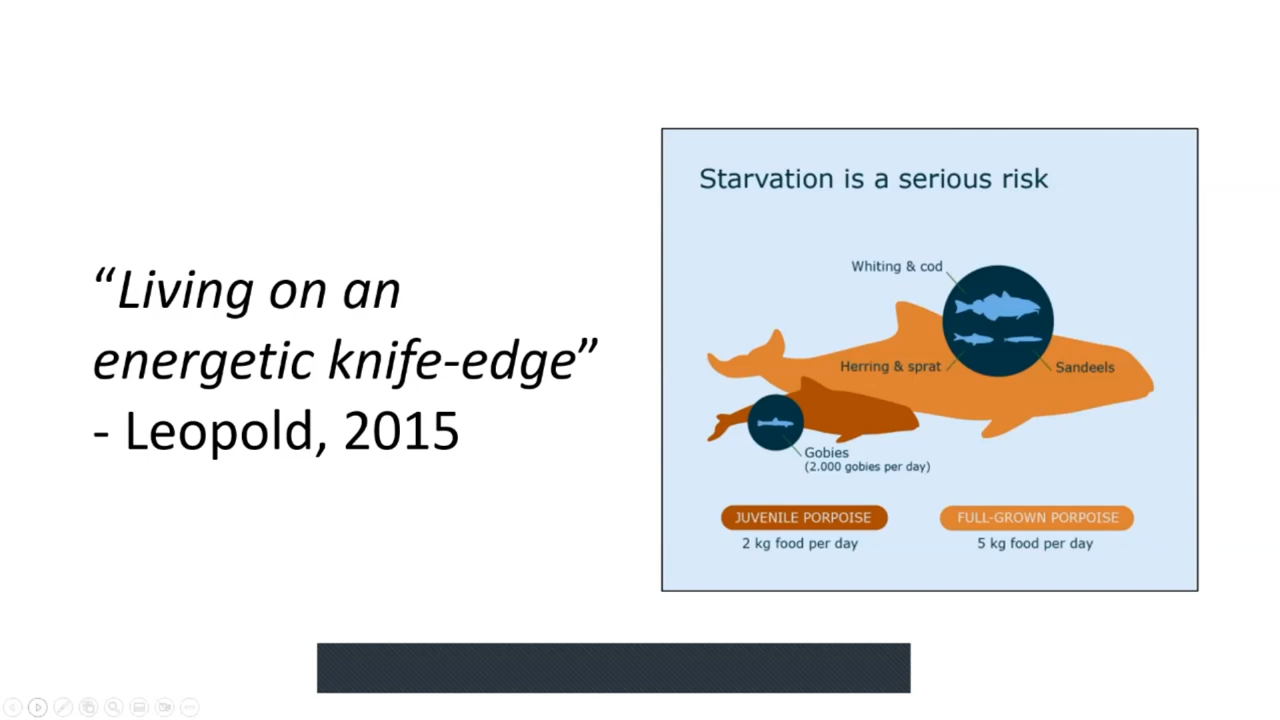 “Living on an
energetic knife-edge”
- Leopold, 2015
Starvation is a serious risk
Whiting & cod
Herring & sprat
Sandeels
Gobies
(2.000 gobies per day)
JUVENILE PORPOISE
2 kg food per day
FULL-GROWN PORPOISE
5 kg food per day